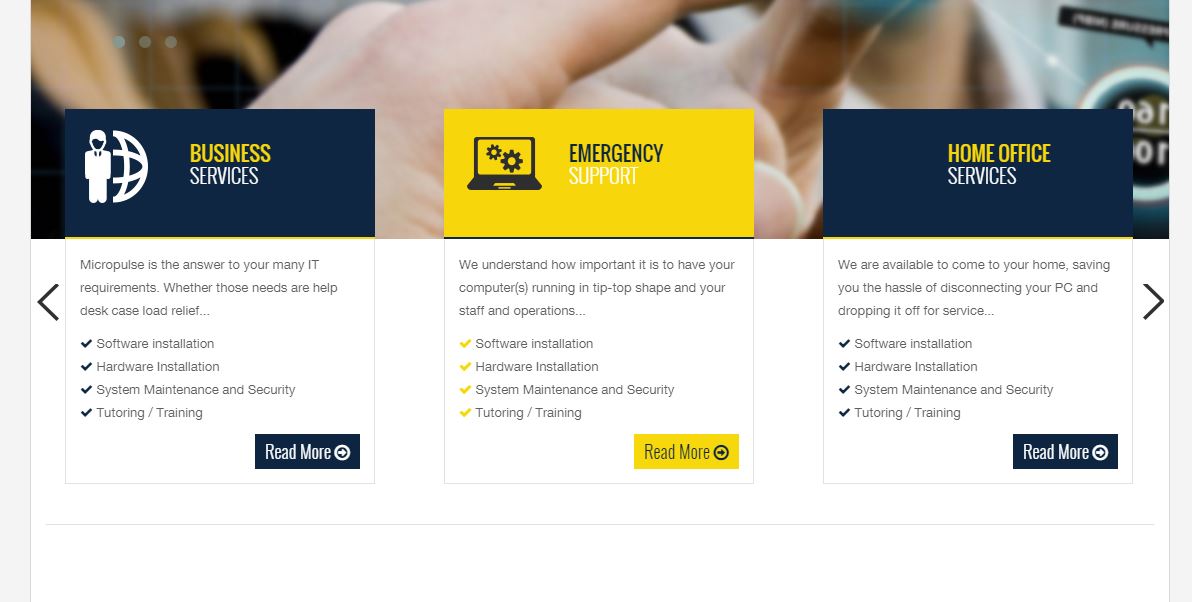 BUSINESS
SERVICES
Micropulse is the answer to your many IT
requirements. Whether those needs are help
desk case load relief...
Software installation
Hardware Installation
System Maintenance and Security
Tutoring / Training
Read More
EMERGENCY
SUPPORT
We understand how important it is to have your
computer(s) running in tip-top shape and your
staff and operations...
Software installation
Hardware Installation
System Maintenance and Security
Tutoring / Training
Read More
HOME OFFICE
SERVICES
We are available to come to your home, saving
you the hassle of disconnecting your PC and
dropping it off for service...
Software installation
Hardware Installation
System Maintenance and Security
Tutoring / Training
Read More